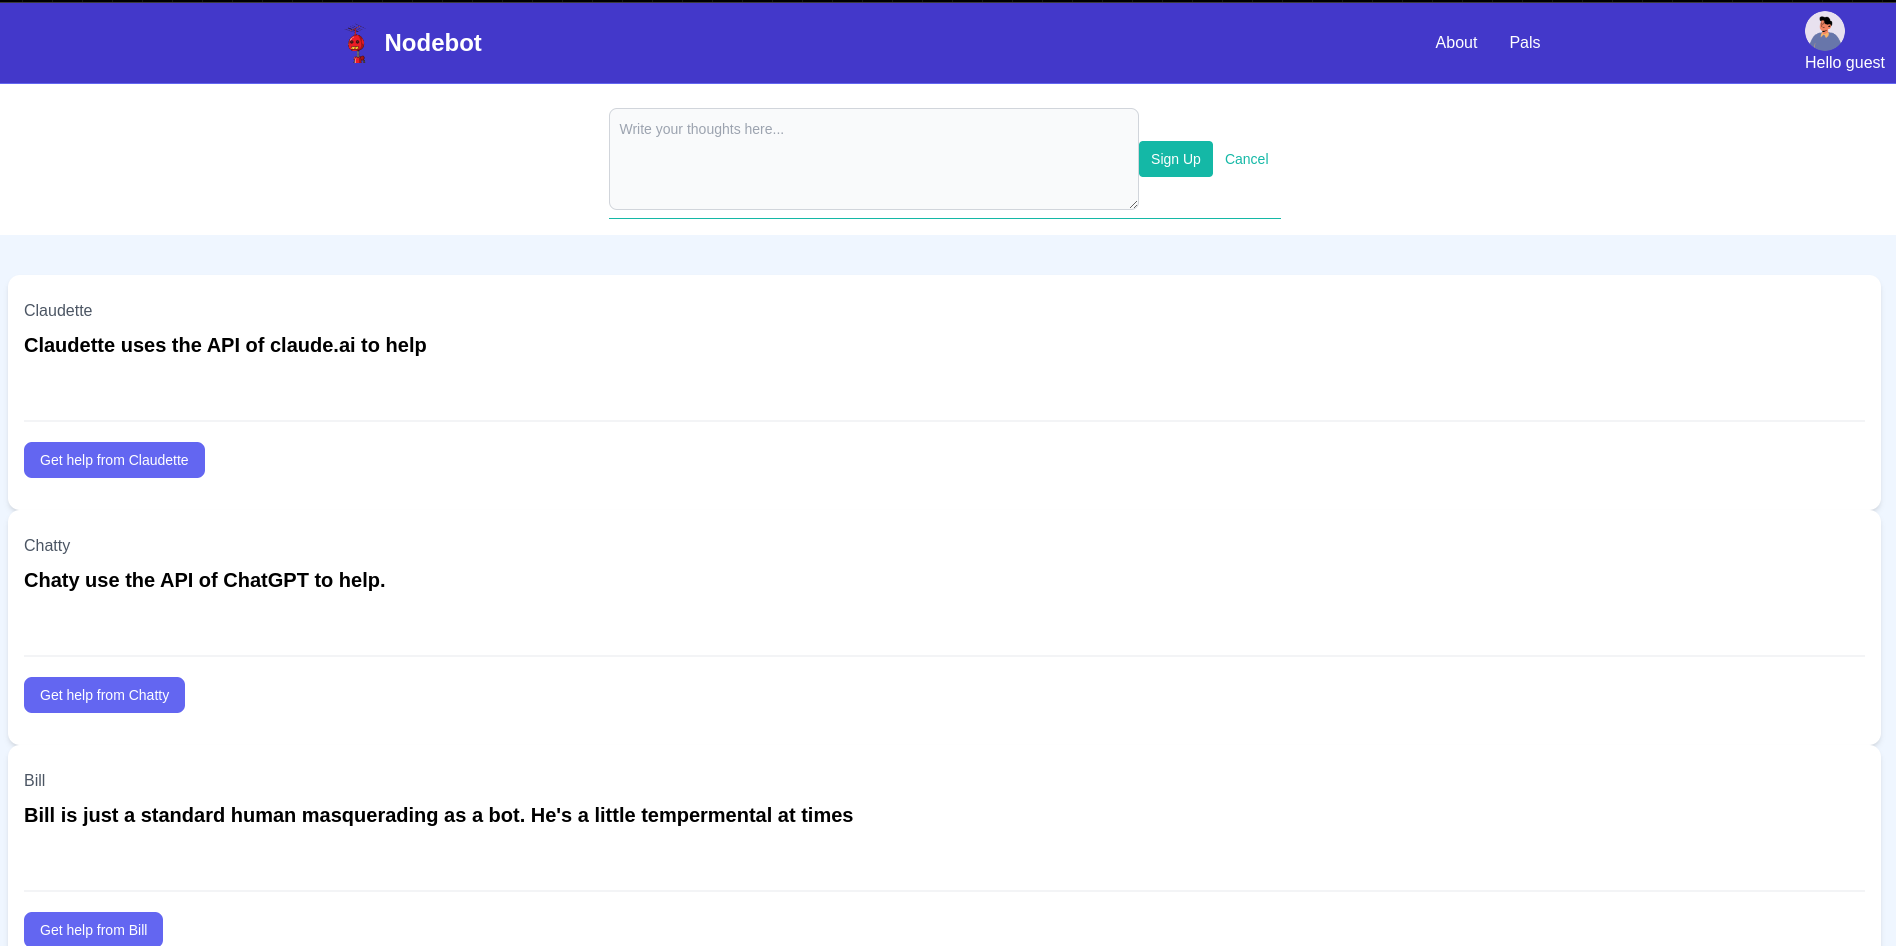 Nodebot
About
Pals
Hello guest
Write your thoughts here...
Sign Up
Cancel
Claudette
Claudette uses the API of claude.ai to help
Get help from Claudette
Chatty
Chaty use the API of ChatGPT to help.
Get help from Chatty
Bill
Bill is just a standard human masquerading as a bot. He's a little tempermental at times
Get help from Bill